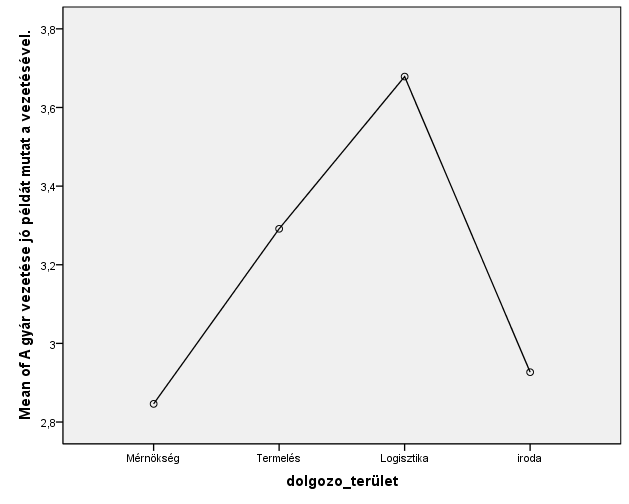 Mean of A gyár vezetése jó példát mutat a vezetésével.
3,8
3,6
3,4
3,2
3
2,8
Mérnökség
Termelés
Logisztika
iroda
dolgozo_terület